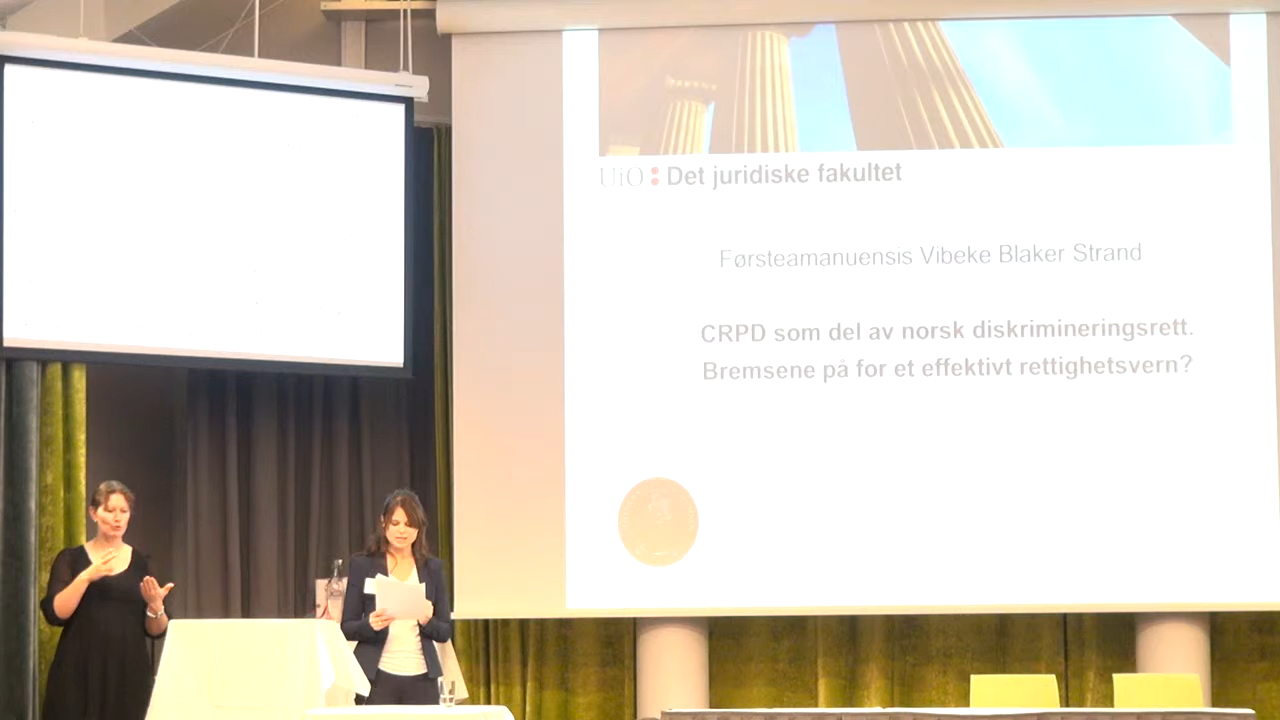 UiO : Det juridiske fakultet
Førsteamanuensis Vibeke Blaker Strand
CRPD som del av norsk diskrimineringsrett.
Bremsene på for et effektivt rettighetsvern?